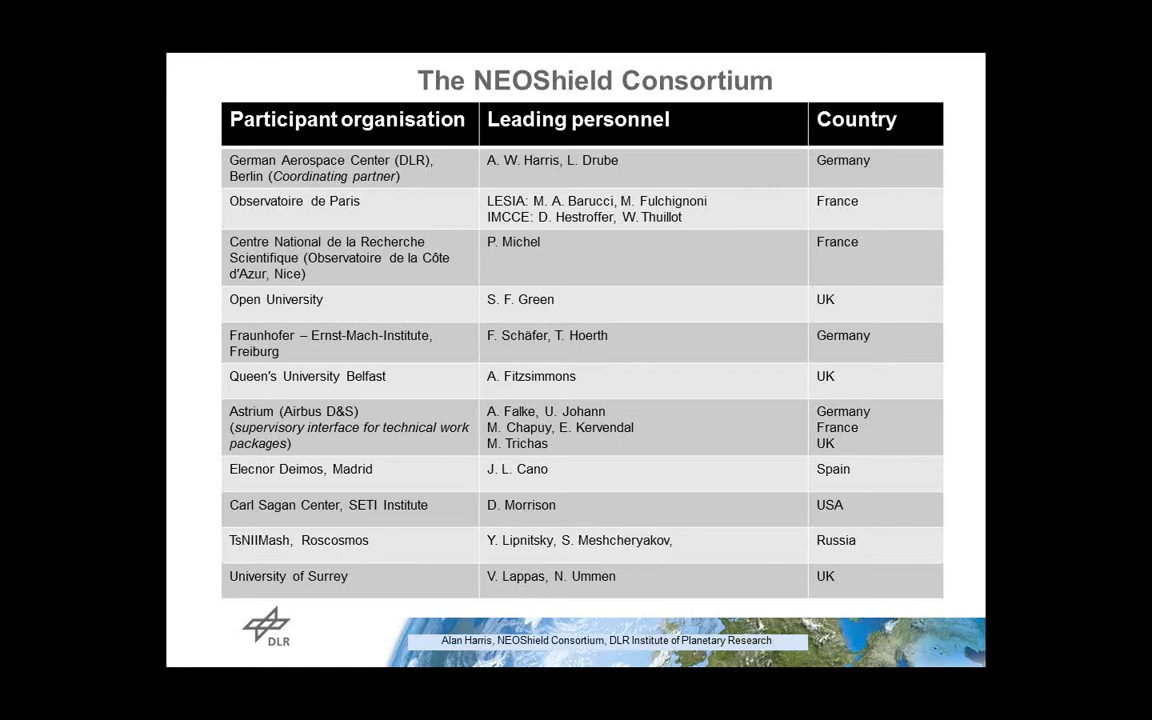 The NEOShield Consortium
Participant organisation Leading personnel Country
German Aerospace Center (DLR), A. W. Harris, L. Drube Germany
Berlin (Coordinating partner)
Observatoire de Paris LESIA: M. A. Barucci, M. Fulchignoni France
IMCCE: D. Hestroffer, W. Thuillot
Centre National de la Recherche P. Michel France
Scientifique (Observatoire de la Côte
d'Azur, Nice)
Open University S. F. Green UK
Fraunhofer – Ernst-Mach-Institute, F. Schäfer, T. Hoerth Germany
Freiburg
Queen's University Belfast A. Fitzsimmons UK
Astrium (Airbus D&S) A. Falke, U. Johann Germany
(supervisory interface for technical work M. Chapuy, E. Kervendal France
packages) M. Trichas UK
Elecnor Deimos, Madrid J. L. Cano Spain
Carl Sagan Center, SETI Institute D. Morrison USA
TsNIIMash, Roscosmos Y. Lipnitsky, S. Meshcheryakov, Russia
University of Surrey V. Lappas, N. Ummen UK
DLR
Alan Harris, NEOShield Consortium, DLR Institute of Planetary Research